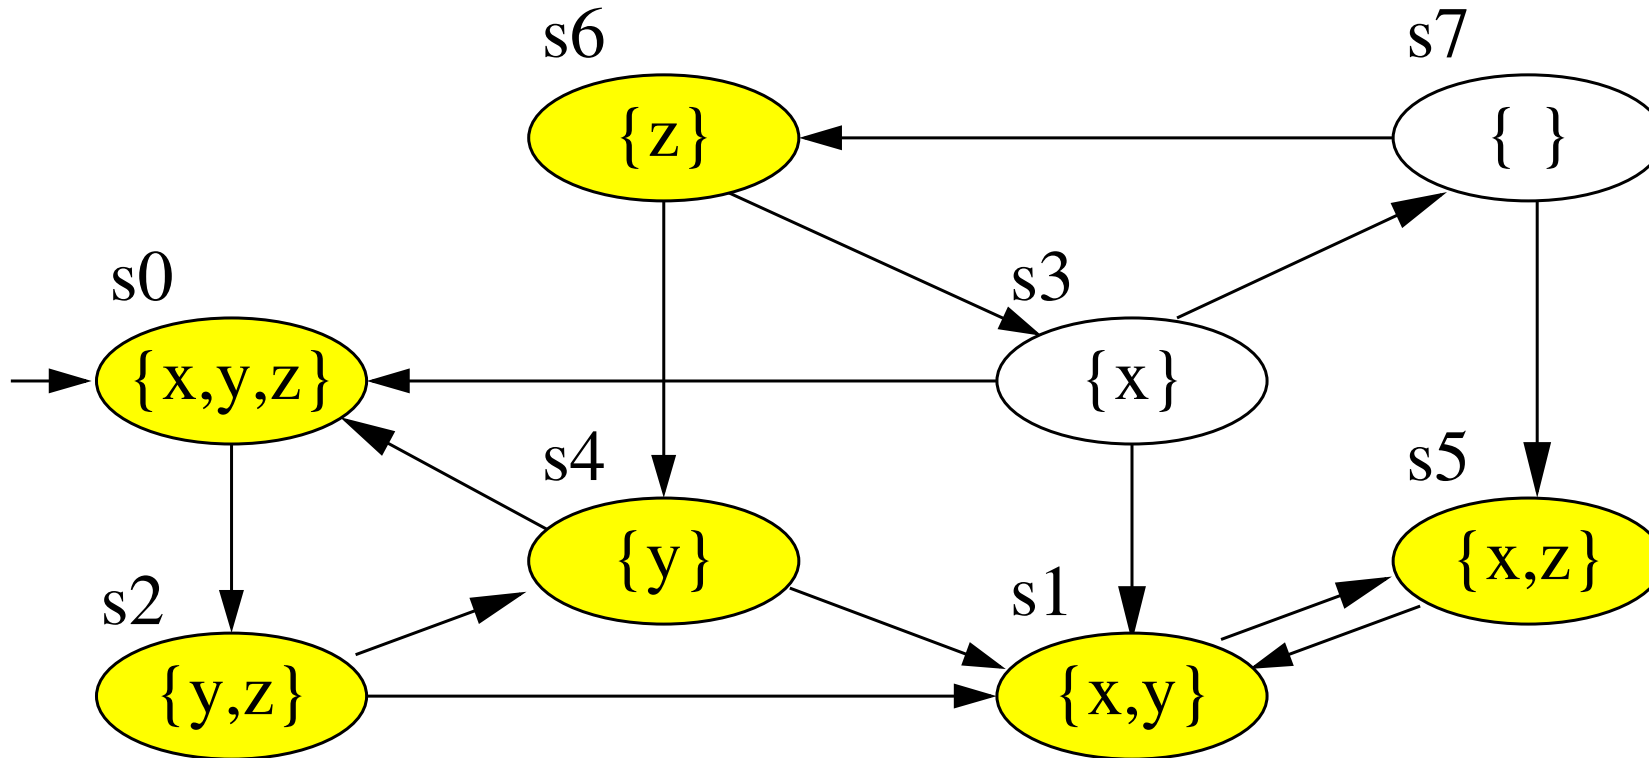 s6
s7
{z}
{ }
s0
s3
{x,y,z}
{x}
s4
s5
{y}
{x,z}
s2
s1
{y,z}
{x,y}